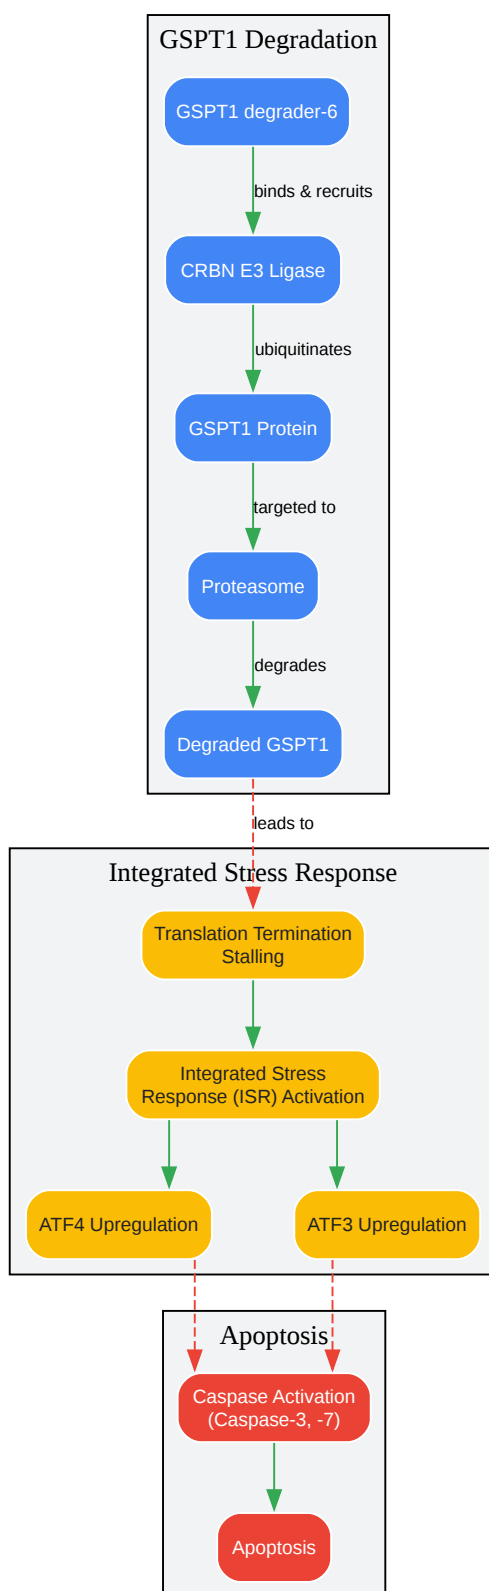 GSPT1 Degradation
GSPT1 degrader-6
binds & recruits
CRBN E3 Ligase
ubiquitinates
GSPT1 Protein
targeted to
Proteasome
degrades
Degraded GSPT1
leads to
Integrated Stress Response
Translation Termination
Stalling
Integrated Stress
Response (ISR) Activation
ATF4 Upregulation
ATF3 Upregulation
Apoptosis
Caspase Activation
(Caspase-3, -7)
Apoptosis